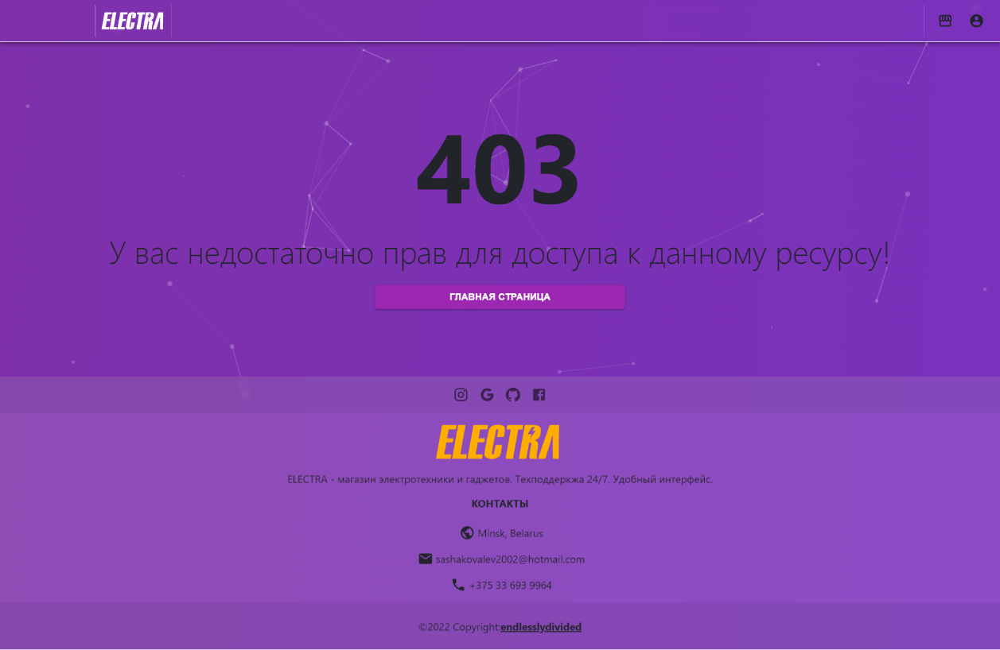 ELECTRA
403
У вас недостаточно прав для доступа к данному ресурсу!
ГЛАВНАЯ СТРАНИЦА
ELECTRA
ELECTRA - магазин электротехники и гаджетов. Техподдеркжа 24/7. Удобный интерфейс.
КОНТАКТЫ
Minsk, Belarus
sashakovalev2002@hotmail.com
+375 33 693 9964
©2022 Copyright:endlesslydivided